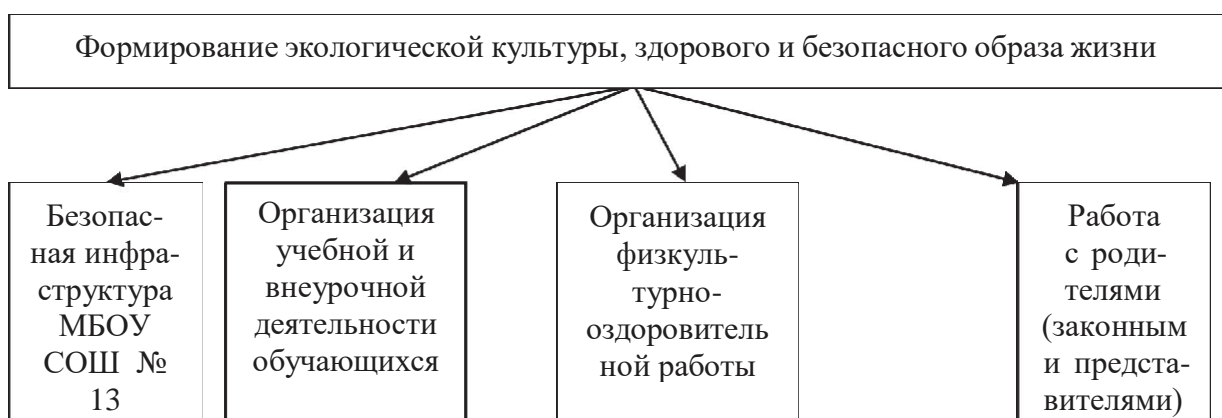 Формирование экологической культуры, здорового и безопасного образа жизни
Безопас-
ная инфра-
структура
МБОУ
СОШ №
13
Организация
учебной и
внеурочной
деятельности
обучающихся
Организация
физкуль-
турно-
оздоровитель
ной работы
Работа
с роди-
телями
(законным
и предста-
вителями)